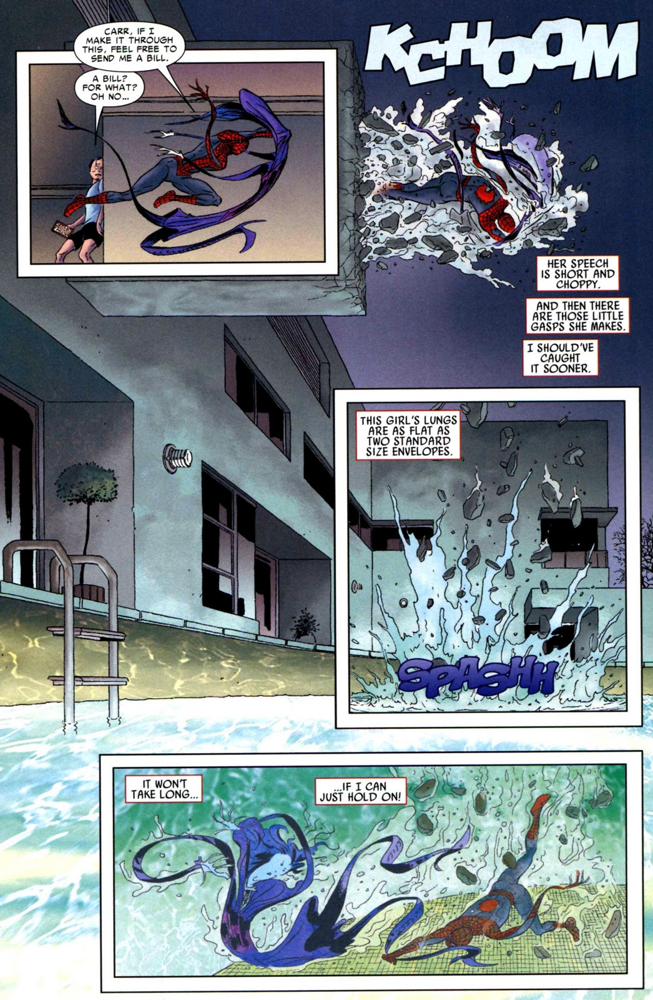 CARR, IF I
MAKE IT THROUGH
THIS, FEEL FREE TO
SEND ME A BILL.
A BILL?
FOR WHAT?
OH NO...
KCHOOM
HER SPEECH
IS SHORT AND
CHOPPY.
AND THEN THERE
ARE THOSE LITTLE
GASPS SHE MAKES.
I SHOULD'VE
CAUGHT
IT SOONER.
THIS GIRL'S LUNGS
ARE AS FLAT AS
TWO STANDARD
SIZE ENVELOPES.
SPASHH
IT WON'T
TAKE LONG...
...IF I CAN
JUST HOLD ON!